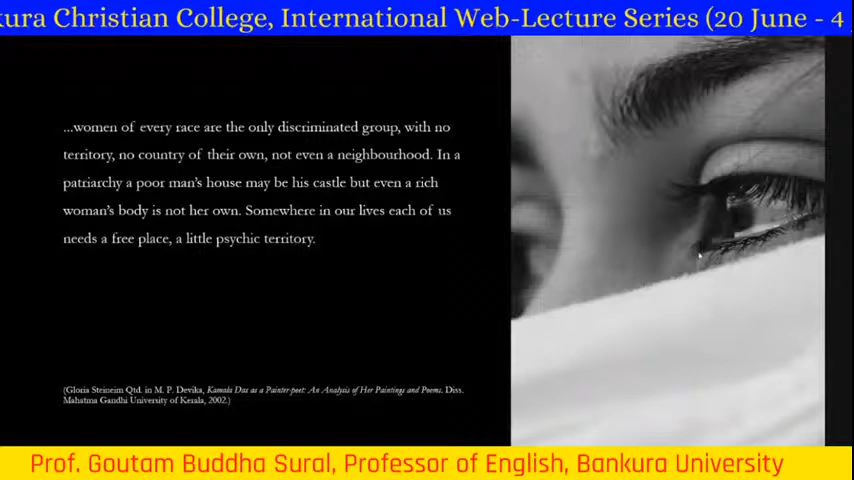 kura Christian College, International Web-Lecture Series (20 June - 4
...women of every race are the only discriminated group, with no
territory, no country of their own, not even a neighbourhood. In a
patriarchy a poor man's house may be his castle but even a rich
woman's body is not her own. Somewhere in our lives each of us
needs a free place, a little psychic territory.
(Gloria Steineim Qtd. in M. P. Devika, Kamala Das as a Painter-poet: An Analysis of Her Paintings and Poems. Diss.
Mahatma Gandhi University of Kerala, 2002.)
Prof. Goutam Buddha Sural, Professor of English, Bankura University